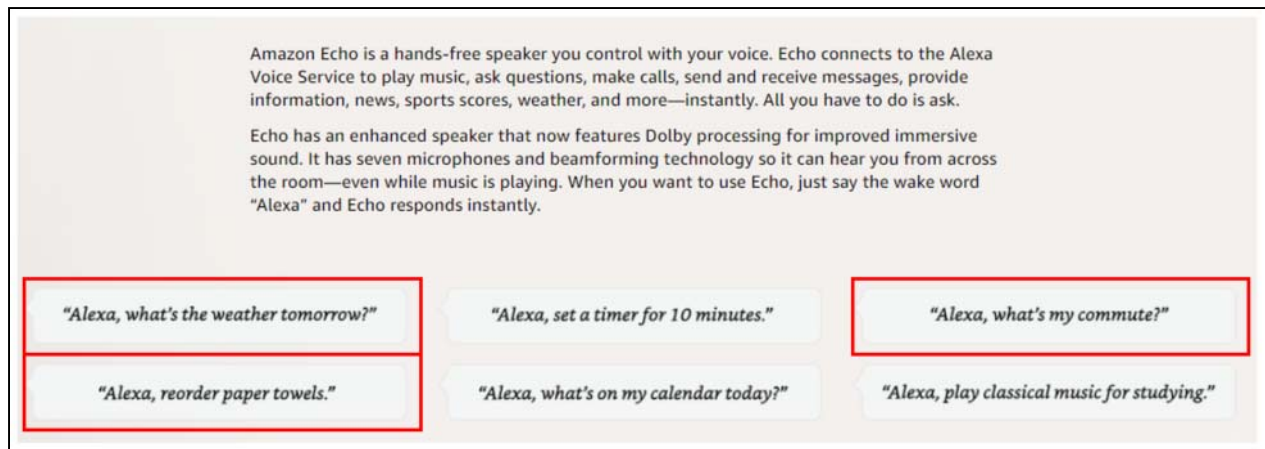 Amazon Echo is a hands-free speaker you control with your voice. Echo connects to the Alexa
Voice Service to play music, ask questions, make calls, send and receive messages, provide
information, news, sports scores, weather, and more—instantly. All you have to do is ask.
Echo has an enhanced speaker that now features Dolby processing for improved immersive
sound. It has seven microphones and beamforming technology so it can hear you from across
the room—even while music is playing. When you want to use Echo, just say the wake word
“Alexa” and Echo responds instantly.
“Alexa, what’s the weather tomorrow?”
“Alexa, set a timer for 10 minutes.”
“Alexa, what’s my commute?”
“Alexa, reorder paper towels.”
“Alexa, what’s on my calendar today?”
“Alexa, play classical music for studying.”